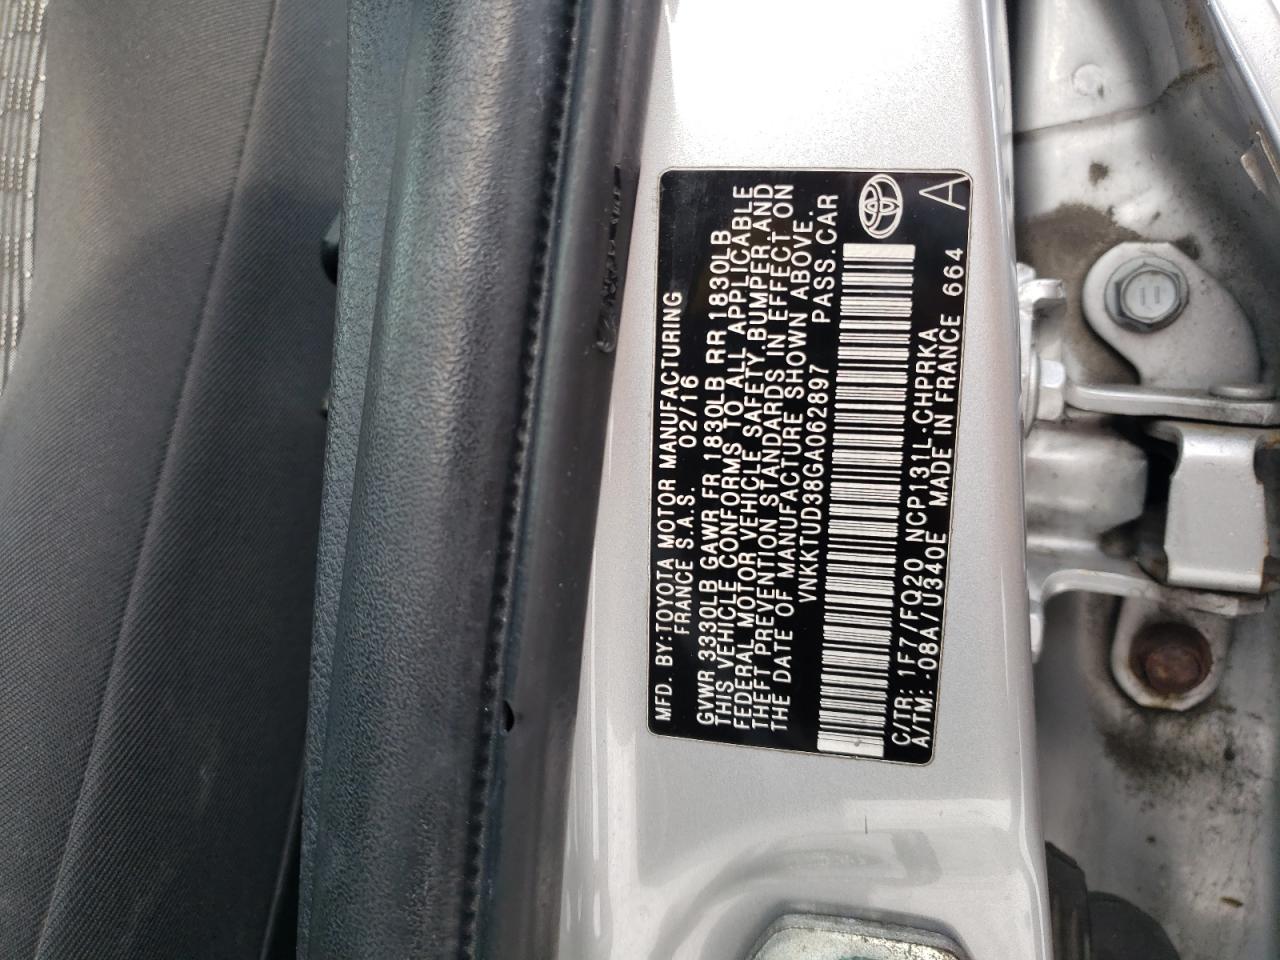 MFD. BY:TOYOTA MOTOR MANUFACTURING
FRANCE S.A.S. 02/16
GVWR 3330LB GAWR FR 1830LB RR 1830LB
THIS VEHICLE CONFORMS TO ALL APPLICABLE
FEDERAL MOTOR VEHICLE SAFETY,BUMPER,AND
THEFT PREVENTION STANDARDS IN EFFECT ON
THE DATE OF MANUFACTURE SHOWN ABOVE.
VNKKTUD38GA062897 PASS.CAR
C/TR: 1F7/FQ20 NCP131L-CHPRKA
A/TM: -08A/U340E MADE IN FRANCE 664
A